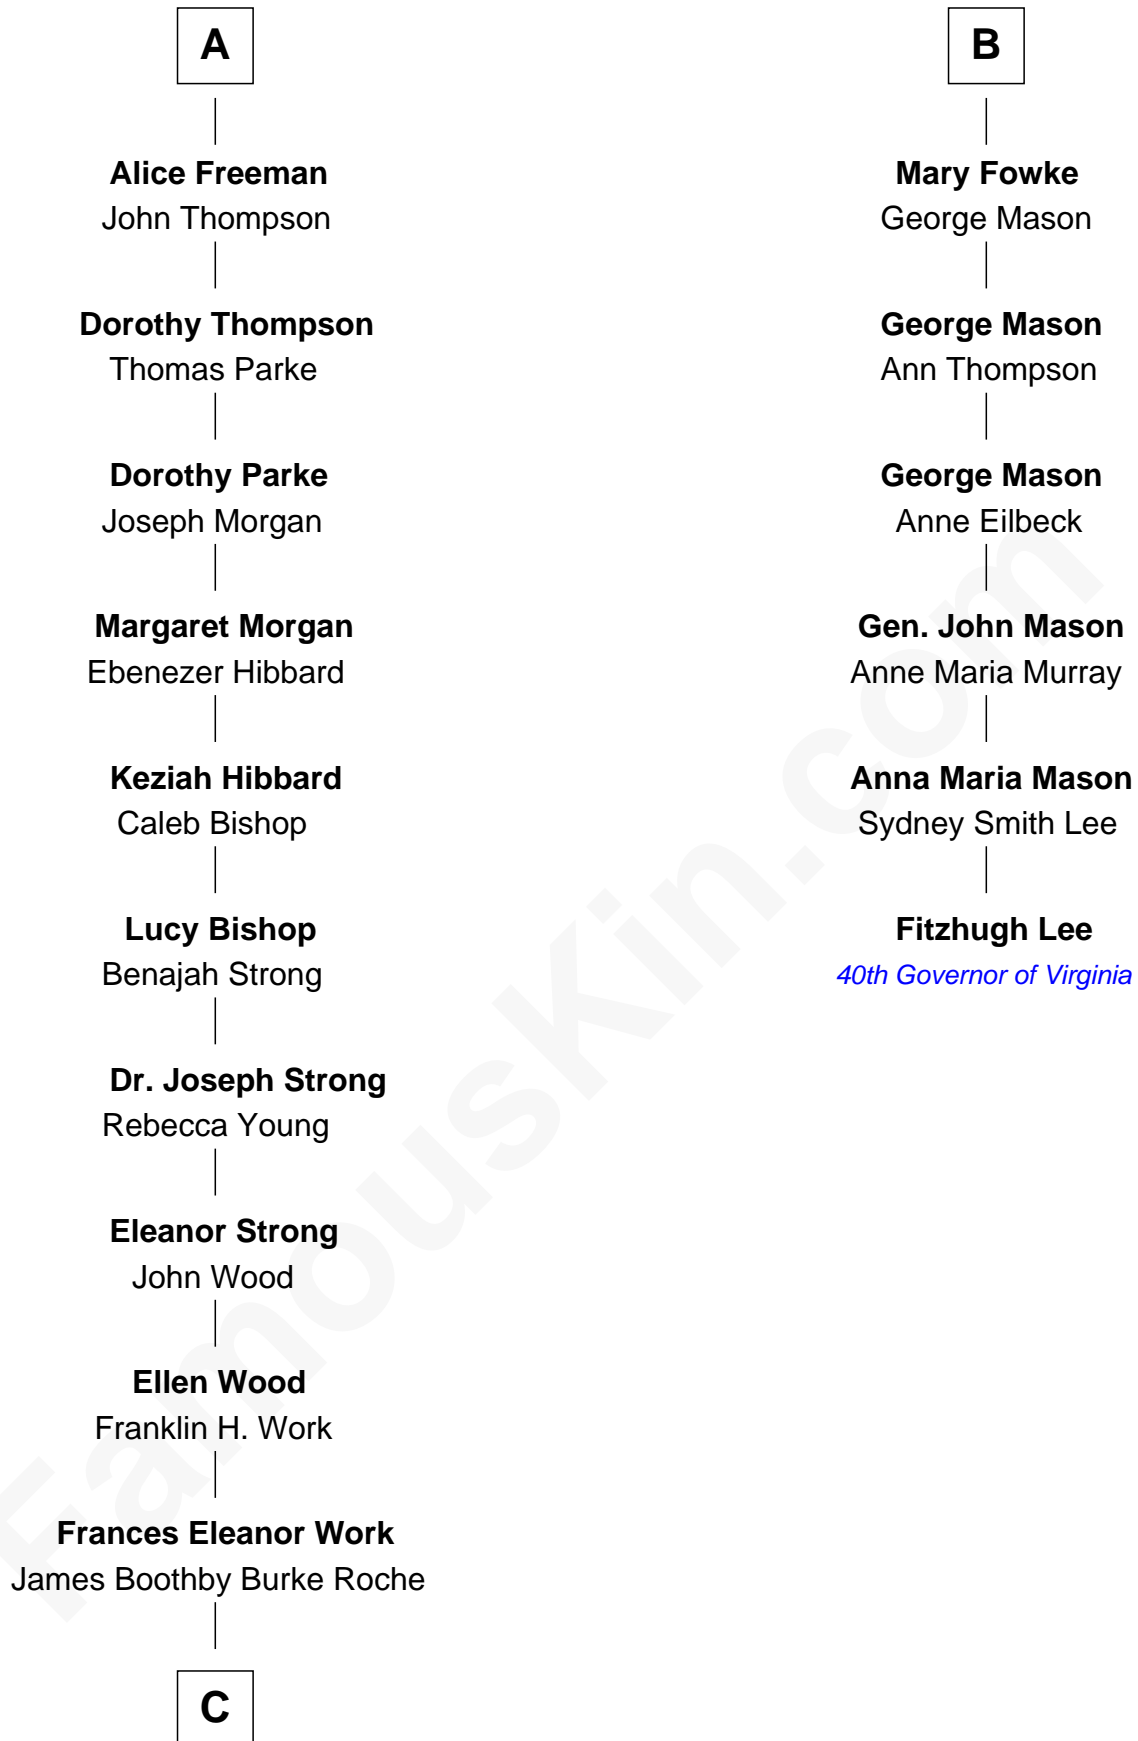 A
Alice Freeman
John Thompson
Dorothy Thompson
Thomas Parke
Dorothy Parke
Joseph Morgan
Margaret Morgan
Ebenezer Hibbard
Keziah Hibbard
Caleb Bishop
Lucy Bishop
Benajah Strong
Dr. Joseph Strong
Rebecca Young
Eleanor Strong
John Wood
Ellen Wood
Franklin H. Work
Frances Eleanor Work
James Boothby Burke Roche
C
B
Mary Fowke
George Mason
George Mason
Ann Thompson
George Mason
Anne Eilbeck
Gen. John Mason
Anne Maria Murray
Anna Maria Mason
Sydney Smith Lee
Fitzhugh Lee
40th Governor of Virginia
FamousKin.com